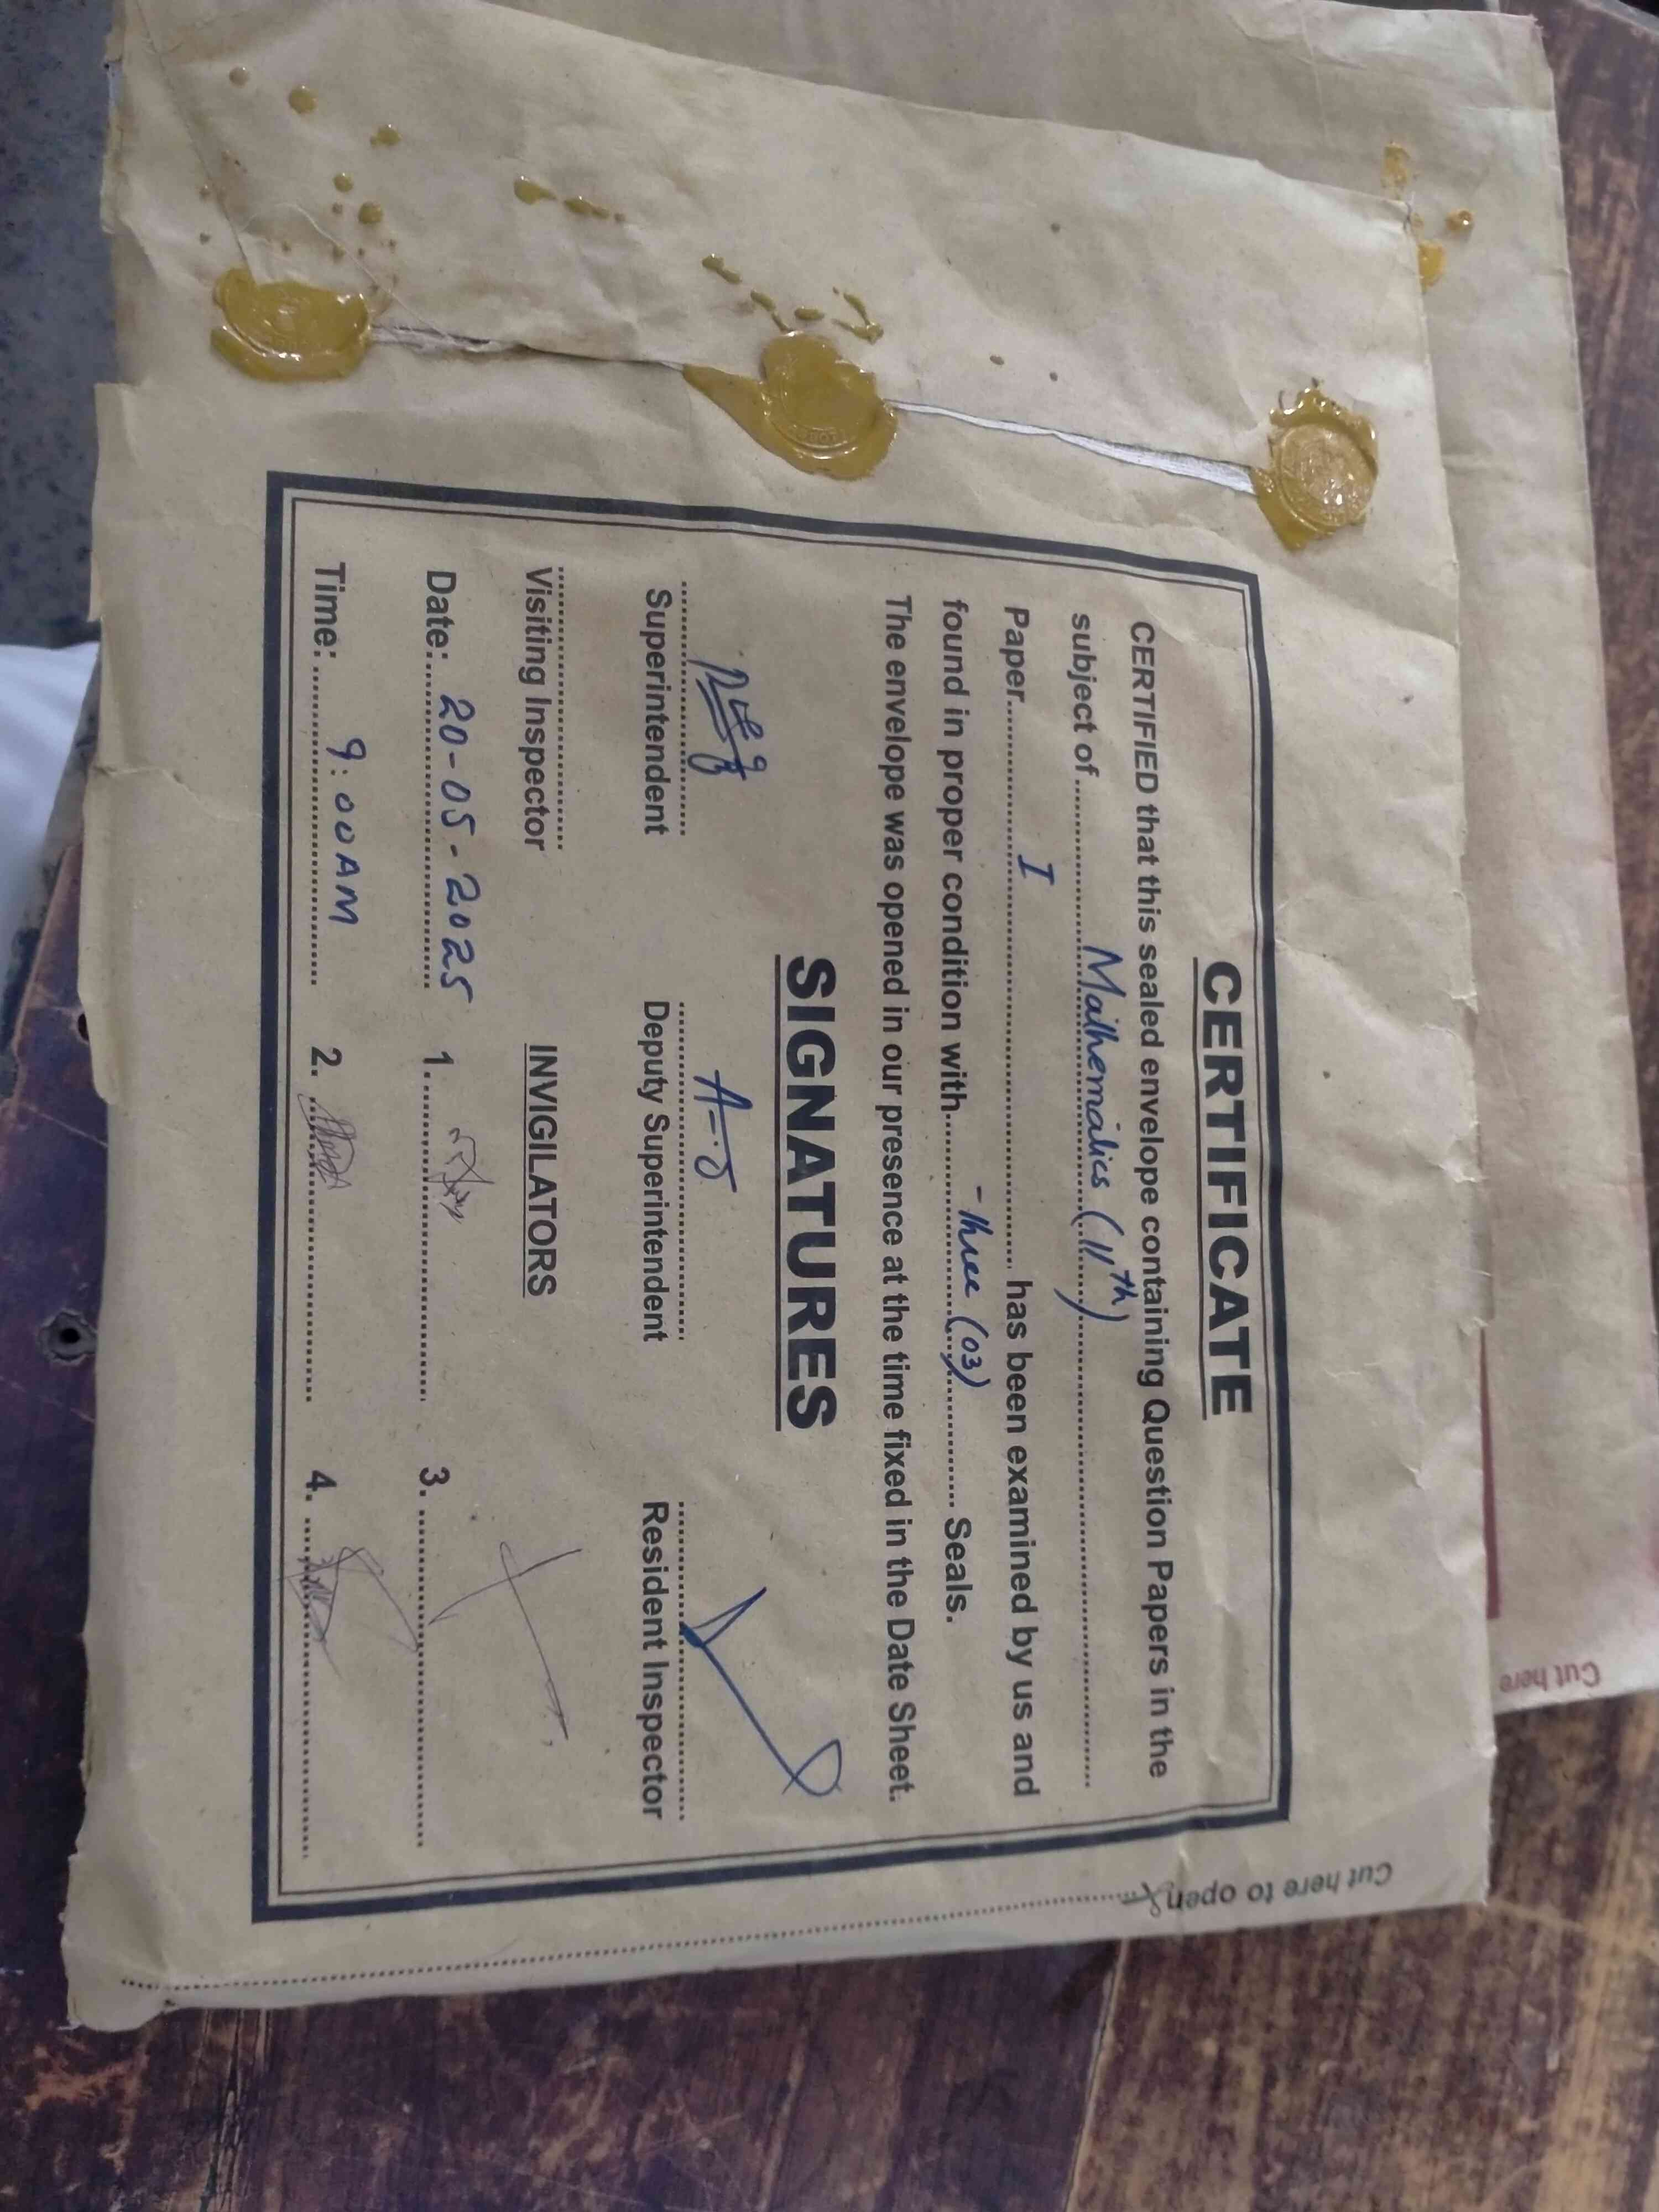 CERTIFICATE
CERTIFIED that this sealed envelope containing Question Papers in the
subject of.......... Mathematics (11th) ..........
Paper.......... I .......... has been examined by us and
found in proper condition with.......... three (03) .......... Seals.
The envelope was opened in our presence at the time fixed in the Date Sheet.
SIGNATURES
Superintendent Deputy Superintendent Resident Inspector
Visiting Inspector INVIGILATORS
Date: 20-05-2025 1. 3.
Time: 9:00AM 2. 4.
Cut here to open
Cut here